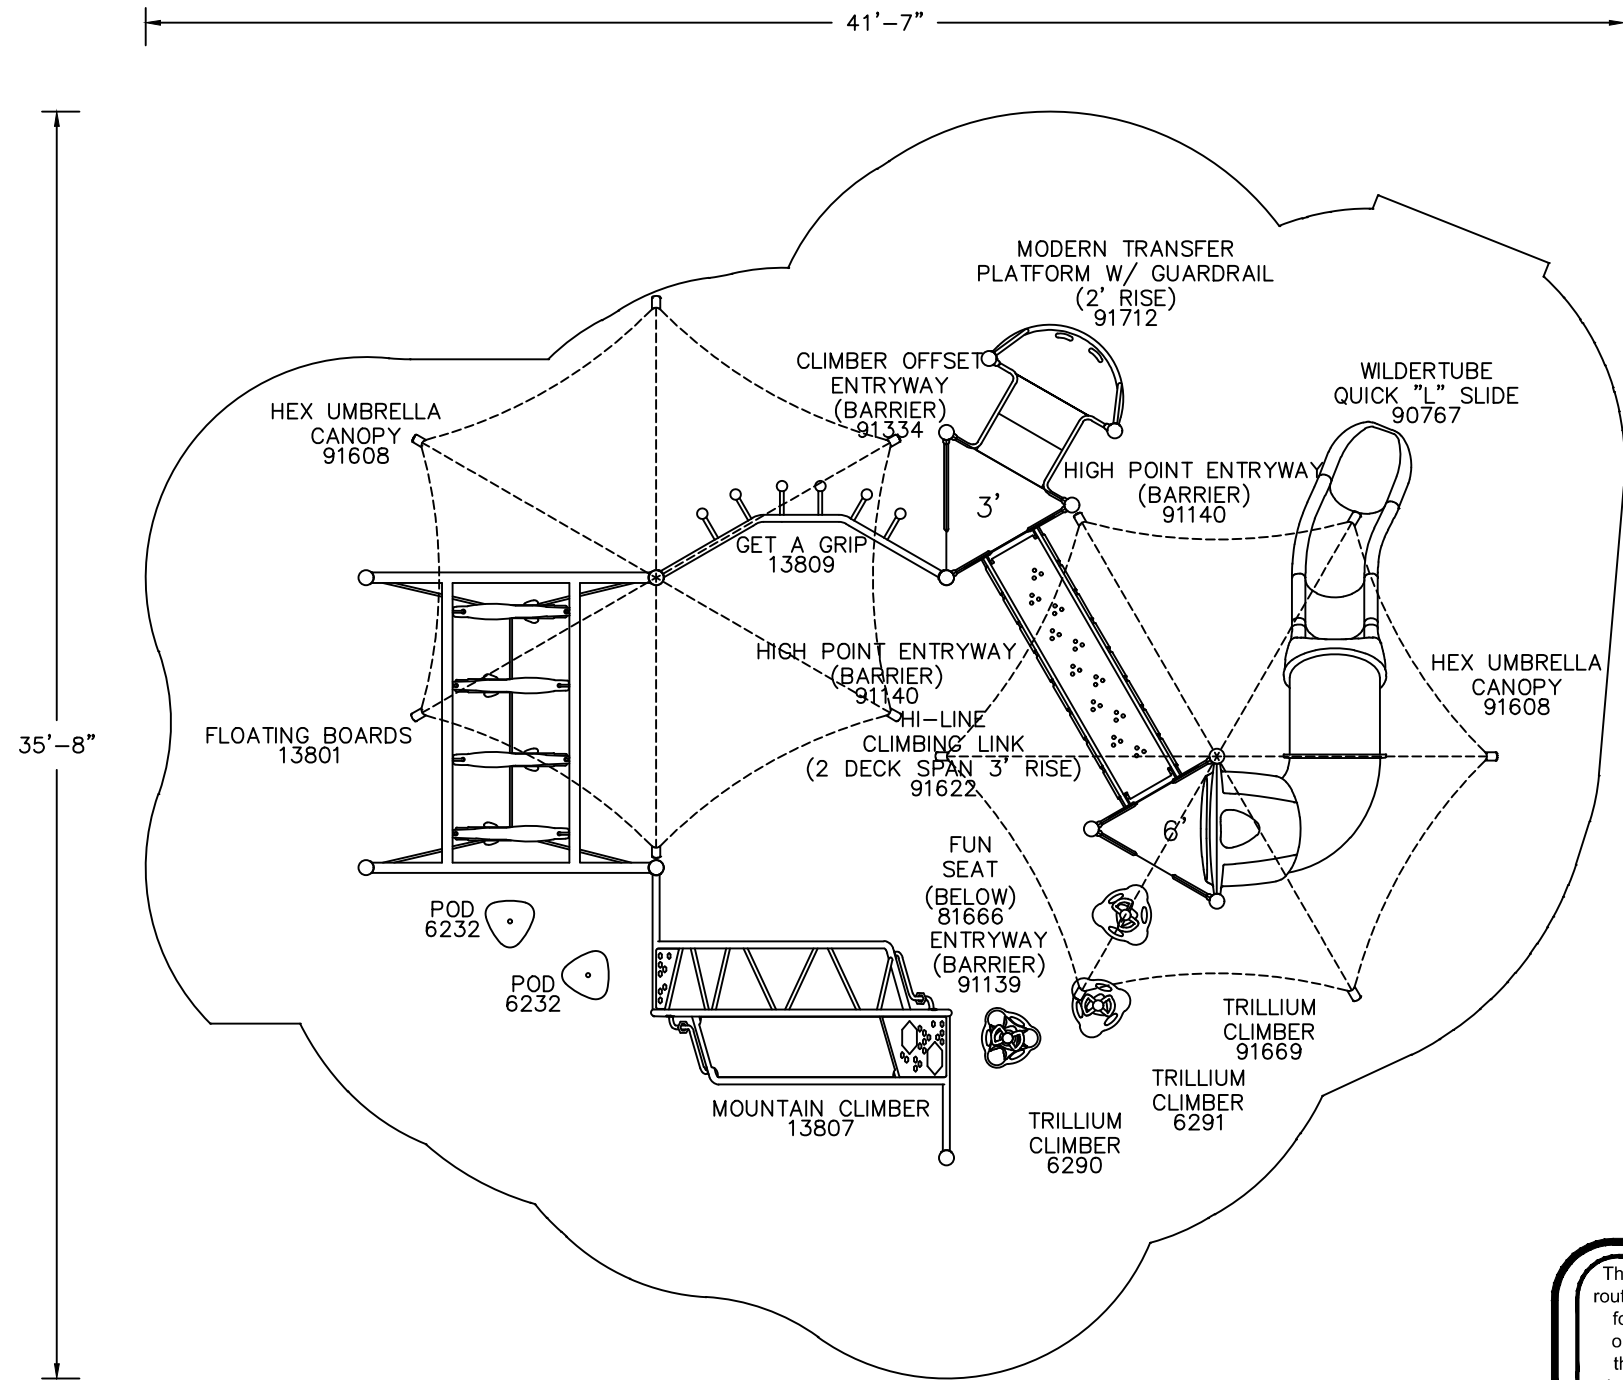 41'-7"
MODERN TRANSFER
PLATFORM W/ GUARDRAIL
(2' RISE)
91712
CLIMBER OFFSET
ENTRYWAY
(BARRIER)
91334
WILDERTUBE
QUICK "L" SLIDE
90767
HEX UMBRELLA
CANOPY
91608
HIGH POINT ENTRYWAY
(BARRIER)
91140
3'
GET A GRIP
13809
HIGH POINT ENTRYWAY
(BARRIER)
91140
HEX UMBRELLA
CANOPY
91608
35'-8"
FLOATING BOARDS
13801
HI-LINE
CLIMBING LINK
(2 DECK SPAN 3' RISE)
91622
6'
FUN
SEAT
(BELOW)
81666
POD
6232
ENTRYWAY
(BARRIER)
91139
POD
6232
TRILLIUM
CLIMBER
91669
TRILLIUM
CLIMBER
6291
MOUNTAIN CLIMBER
13807
TRILLIUM
CLIMBER
6290